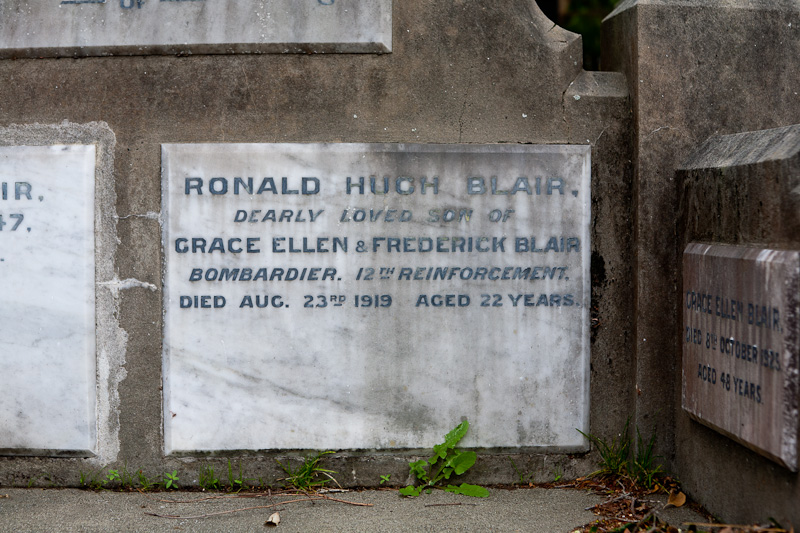 IR,
47,
RONALD HUGH BLAIR,
DEARLY LOVED SON OF
GRACE ELLEN & FREDERICK BLAIR
BOMBARDIER. 12TH REINFORCEMENT.
DIED AUG. 23RD 1919 AGED 22 YEARS.
GRACE ELLEN BLAIR,
DIED 8TH OCTOBER 1925.
AGED 48 YEARS.